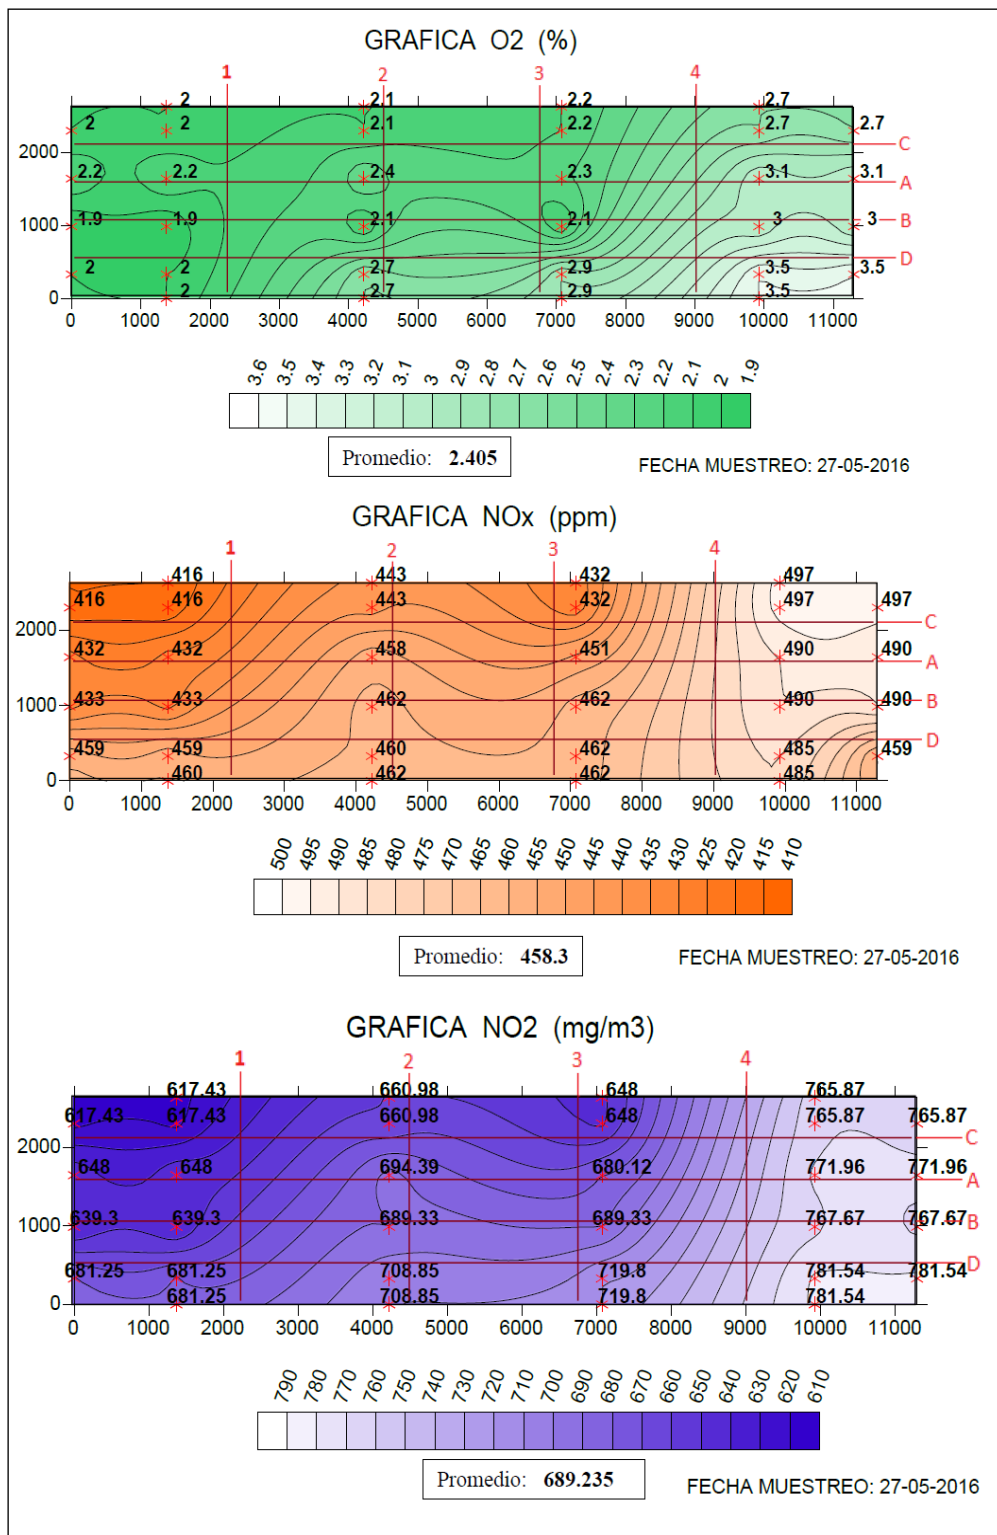 GRAFICA O2 (%)
1 2 3 4
2 2.1 2.2 2.7
2 2 2.1 2.2 2.7 2.7
C
2000
2.2 2.2 2.4 2.3 3.1 3.1
A
1.9 1.9 2.1 2.1 3 3
B
1000
D
2 2 2.7 2.9 3.5 3.5
2 2.7 2.9 3.5
0
0 1000 2000 3000 4000 5000 6000 7000 8000 9000 10000 11000
3.6 3.5 3.4 3.3 3.2 3.1 3 2.9 2.8 2.7 2.6 2.5 2.4 2.3 2.2 2.1 2 1.9
Promedio: 2.405
FECHA MUESTREO: 27-05-2016
GRAFICA NOx (ppm)
1 2 3 4
416 443 432 497
416 416 443 432 497 497
C
2000
432 432 458 451 490 490
A
433 433 462 462 490 490
B
1000
D
459 459 460 462 485 459
460 462 462 485
0
0 1000 2000 3000 4000 5000 6000 7000 8000 9000 10000 11000
500 495 490 485 480 475 470 465 460 455 450 445 440 435 430 425 420 415 410
Promedio: 458.3
FECHA MUESTREO: 27-05-2016
GRAFICA NO2 (mg/m3)
1 2 3 4
617.43 660.98 648 765.87
617.43 617.43 660.98 648 765.87 765.87
C
2000
648 648 694.39 680.12 771.96 771.96
A
639.3 639.3 689.33 689.33 767.67 767.67
B
1000
D
681.25 681.25 708.85 719.8 781.54 781.54
681.25 708.85 719.8 781.54
0
0 1000 2000 3000 4000 5000 6000 7000 8000 9000 10000 11000
790 780 770 760 750 740 730 720 710 700 690 680 670 660 650 640 630 620 610
Promedio: 689.235
FECHA MUESTREO: 27-05-2016